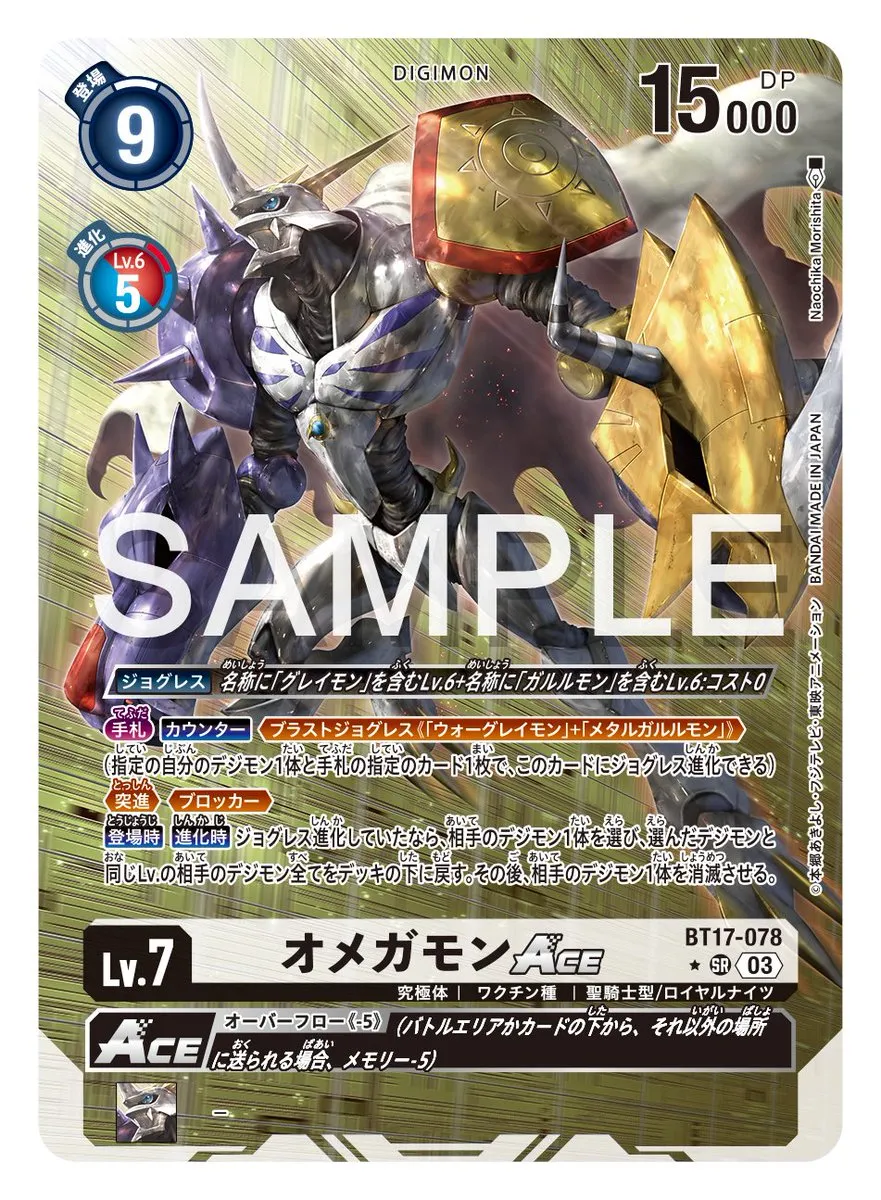 DIGIMON
登場
9
15000
DP
進化
Lv.6
5
Naochika Morishita
SAMPLE
ジョグレス 名称に「グレイモン」を含むLv.6+名称に「ガルルモン」を含むLv.6:コスト0
手札 カウンター ブラストジョグレス《「ウォーグレイモン」+「メタルガルルモン」》
(指定の自分のデジモン1体と手札の指定のカード1枚で、このカードにジョグレス進化できる)
突進 ブロッカー
登場時 進化時 ジョグレス進化していたなら、相手のデジモン1体を選び、選んだデジモンと
同じLv.の相手のデジモン全てをデッキの下に戻す。その後、相手のデジモン1体を消滅させる。
©本郷あきよし・フジテレビ・東映アニメーション BANDAI MADE IN JAPAN
Lv.7
オメガモンACE
BT17-078
SR 03
究極体 | ワクチン種 | 聖騎士型/ロイヤルナイツ
ACE オーバーフロー《-5》 (バトルエリアかカードの下から、それ以外の場所
に送られる場合、メモリー-5)
–